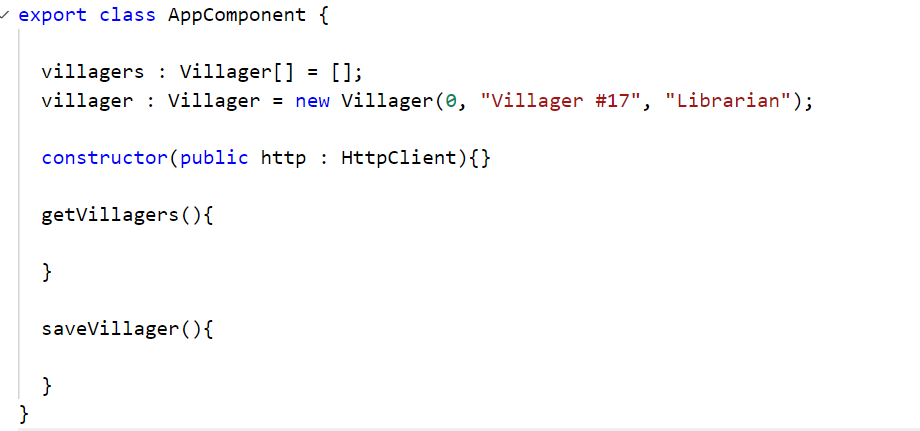 export class AppComponent {
villagers : Villager[] = [];
villager : Villager = new Villager(0, "Villager #17", "Librarian");
constructor(public http : HttpClient){}
getVillagers(){
}
saveVillager(){
}
}